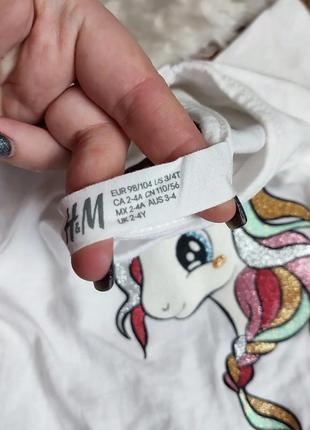 H&M
EUR 98/104 US 3/4T
CA 2-4A CN 110/56
MX 2-4A AUS 3-4
UK 2-4Y